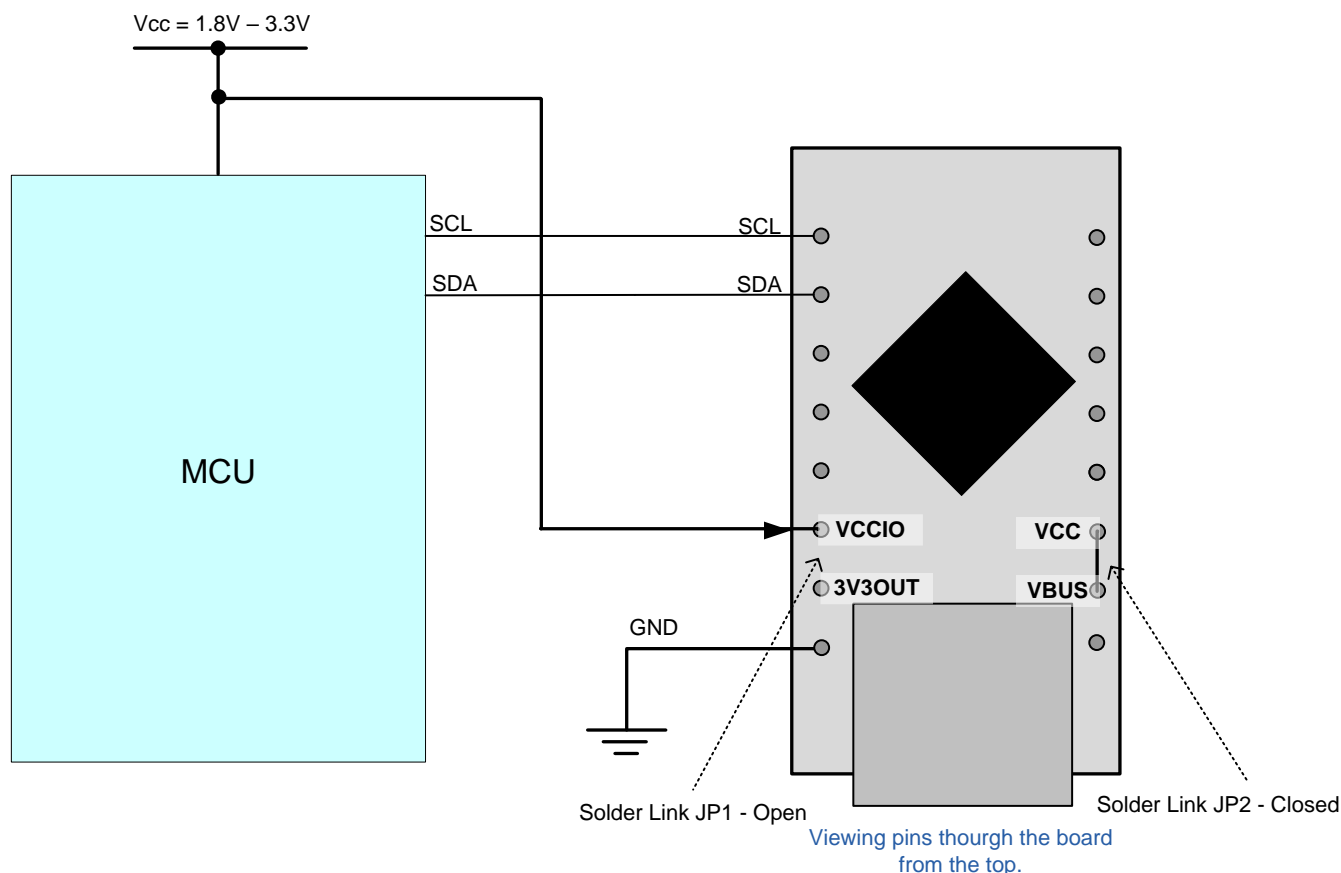 Vcc = 1.8V – 3.3V
SCL
SCL
SDA
SDA
MCU
VCCIO
VCC
3V3OUT
VBUS
GND
Solder Link JP1 - Open
Solder Link JP2 - Closed
Viewing pins thourgh the board
from the top.